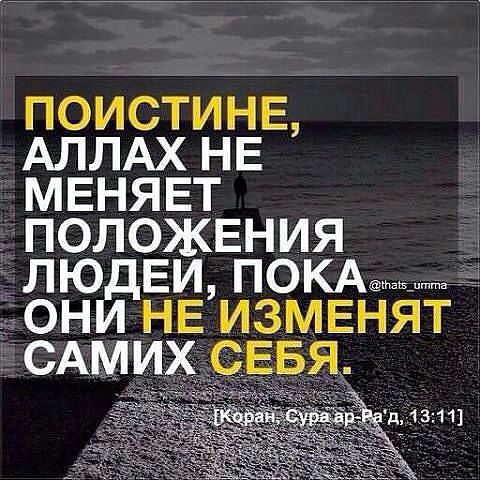 ПОИСТИНЕ,
АЛЛАХ НЕ
МЕНЯЕТ
ПОЛОЖЕНИЯ
ЛЮДЕЙ, ПОКА
@thats_umma
ОНИ НЕ ИЗМЕНЯТ
САМИХ СЕБЯ.
[Коран, Сура ар-Ра'д, 13:11]